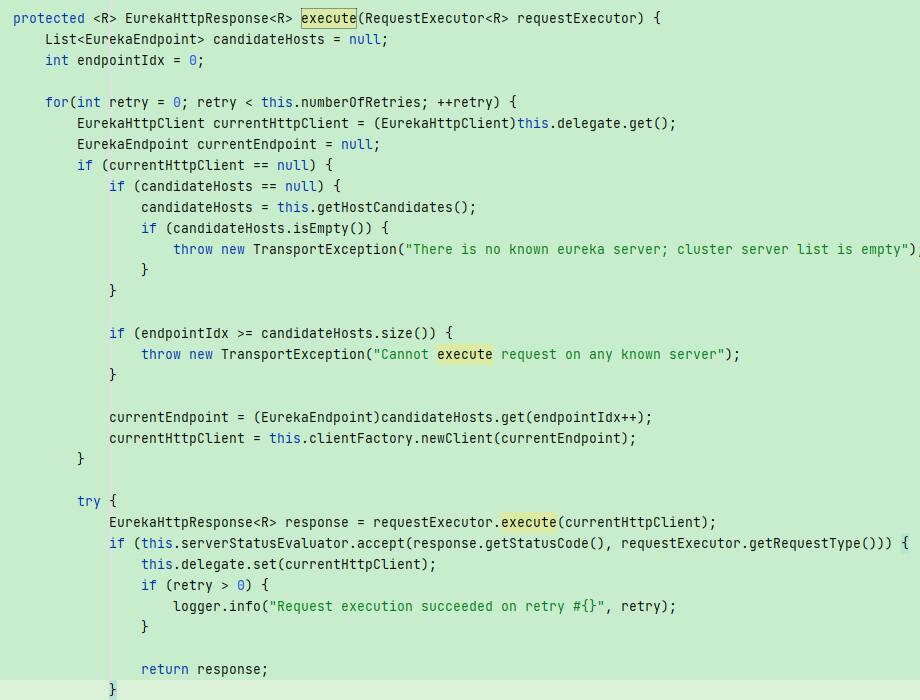 protected <R> EurekaHttpResponse<R> execute(RequestExecutor<R> requestExecutor) {
    List<EurekaEndpoint> candidateHosts = null;
    int endpointIdx = 0;

    for(int retry = 0; retry < this.numberOfRetries; ++retry) {
        EurekaHttpClient currentHttpClient = (EurekaHttpClient)this.delegate.get();
        EurekaEndpoint currentEndpoint = null;
        if (currentHttpClient == null) {
            if (candidateHosts == null) {
                candidateHosts = this.getHostCandidates();
                if (candidateHosts.isEmpty()) {
                    throw new TransportException("There is no known eureka server; cluster server list is empty")
                }
            }

            if (endpointIdx >= candidateHosts.size()) {
                throw new TransportException("Cannot execute request on any known server");
            }

            currentEndpoint = (EurekaEndpoint)candidateHosts.get(endpointIdx++);
            currentHttpClient = this.clientFactory.newClient(currentEndpoint);
        }

        try {
            EurekaHttpResponse<R> response = requestExecutor.execute(currentHttpClient);
            if (this.serverStatusEvaluator.accept(response.getStatusCode(), requestExecutor.getRequestType())) {
                this.delegate.set(currentHttpClient);
                if (retry > 0) {
                    logger.info("Request execution succeeded on retry #{}", retry);
                }

                return response;
            }